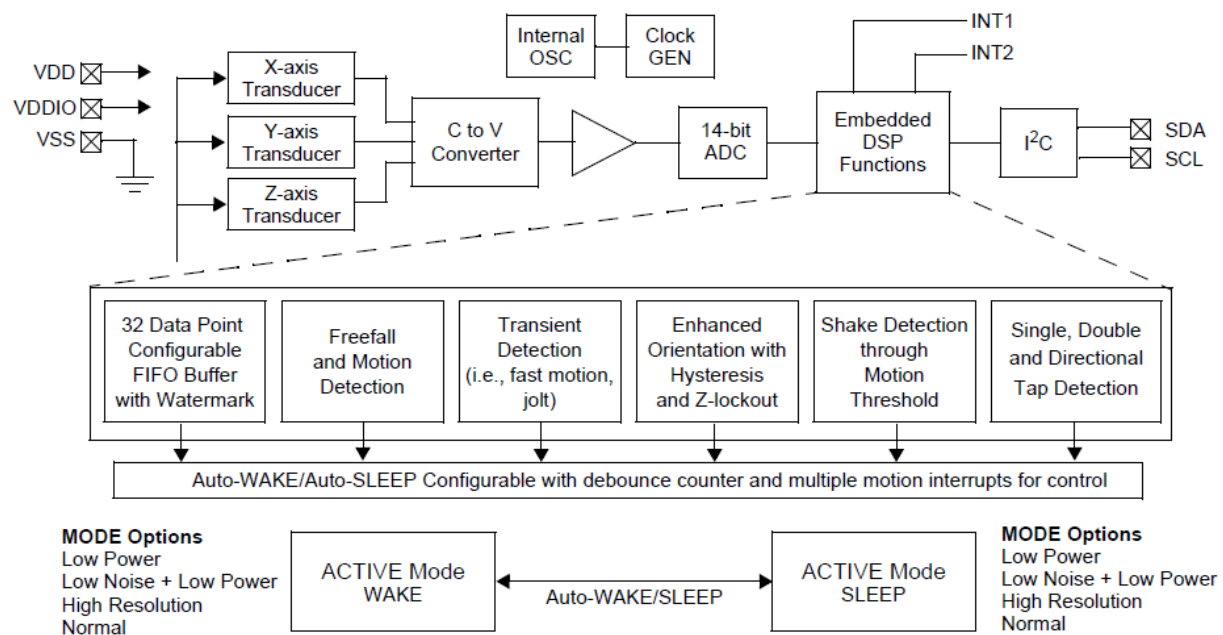 VDD
VDDIO
VSS
X-axis
Transducer
Y-axis
Transducer
Z-axis
Transducer
C to V
Converter
Internal
OSC
Clock
GEN
14-bit
ADC
Embedded
DSP
Functions
INT1
INT2
I²C
SDA
SCL
32 Data Point
Configurable
FIFO Buffer
with Watermark
Freefall
and Motion
Detection
Transient
Detection
(i.e., fast motion,
jolt)
Enhanced
Orientation with
Hysteresis
and Z-lockout
Shake Detection
through
Motion
Threshold
Single, Double
and Directional
Tap Detection
Auto-WAKE/Auto-SLEEP Configurable with debounce counter and multiple motion interrupts for control
MODE Options
Low Power
Low Noise + Low Power
High Resolution
Normal
ACTIVE Mode
WAKE
Auto-WAKE/SLEEP
ACTIVE Mode
SLEEP
MODE Options
Low Power
Low Noise + Low Power
High Resolution
Normal